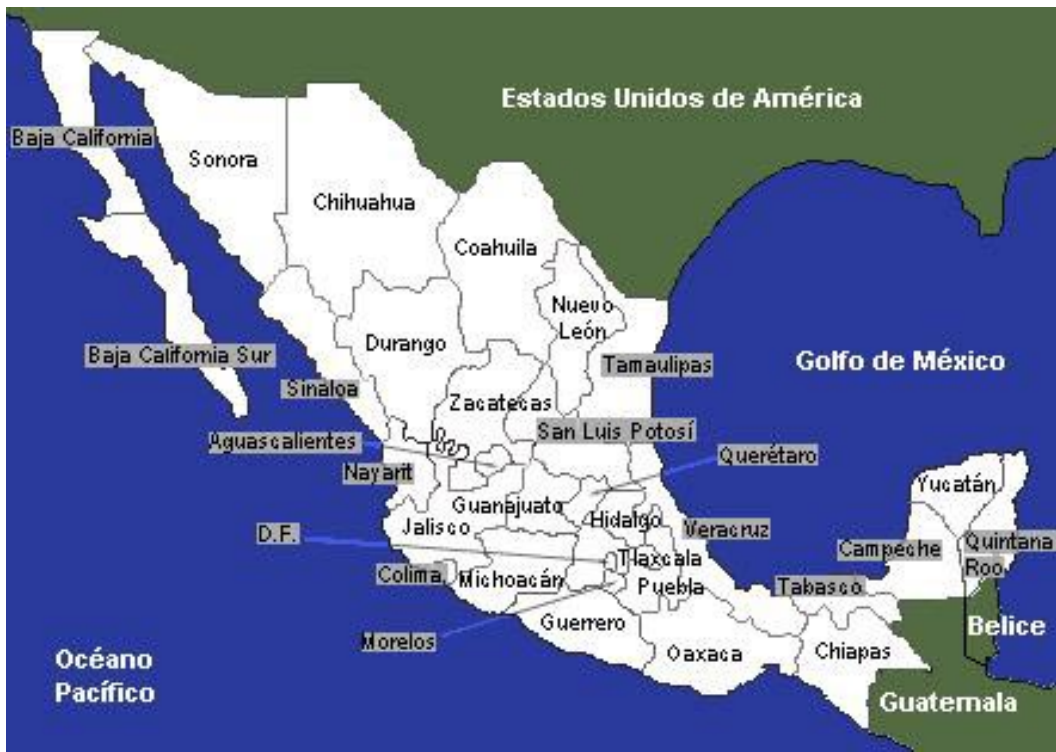 Estados Unidos de América
Baja California
Sonora
Chihuahua
Coahuila
Nuevo
León
Durango
Baja California Sur
Golfo de México
Tamaulipas
Sinaloa
Zacatecas
San Luis Potosí
Aguascalientes
Querétaro
Nayarit
Yucatán
Guanajuato
Hidalgo
Jalisco
Veracruz
D.F.
Campeche
Quintana
Roo
Tlaxcala
Colima
Michoacán
Puebla
Tabasco
Guerrero
Belice
Morelos
Oaxaca
Chiapas
Océano
Pacífico
Guatemala